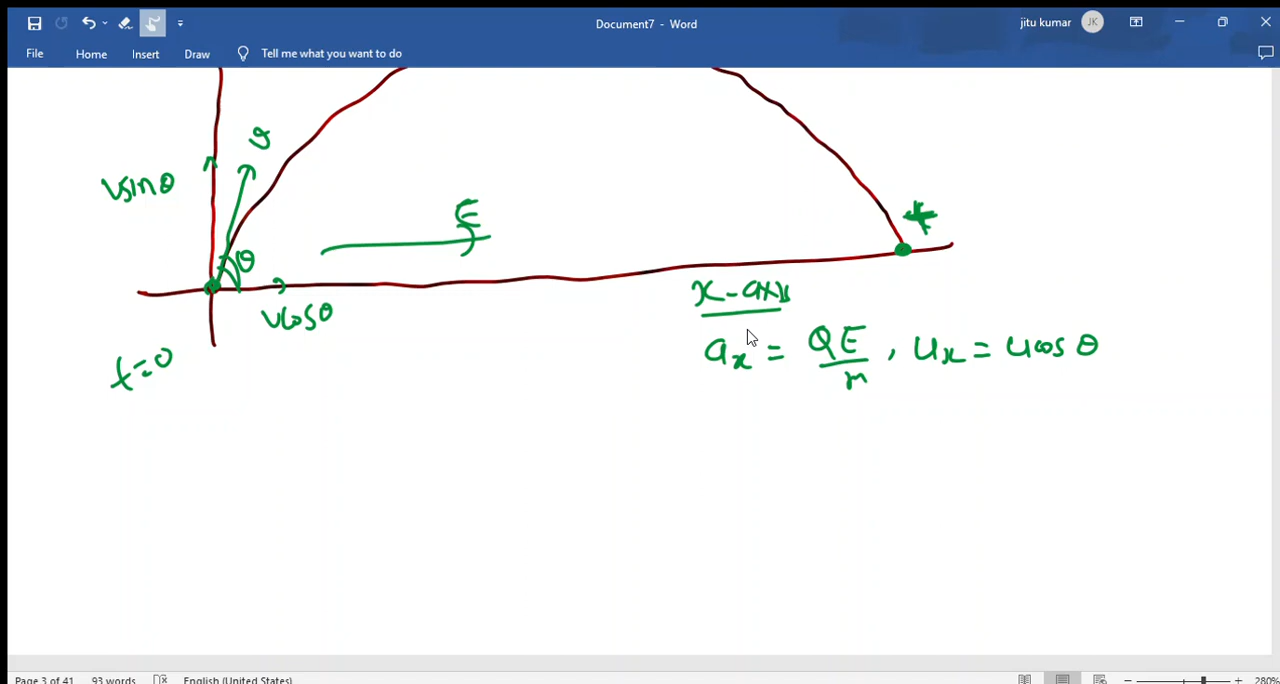 Document7 - Word
jitu kumar
JK
File
Home
Insert
Draw
Tell me what you want to do
v
vsinθ
E
θ
vcosθ
x-axis
t=0
ax = QE/m , ux = ucosθ
Page 3 of 41
93 words
English (United States)
280%